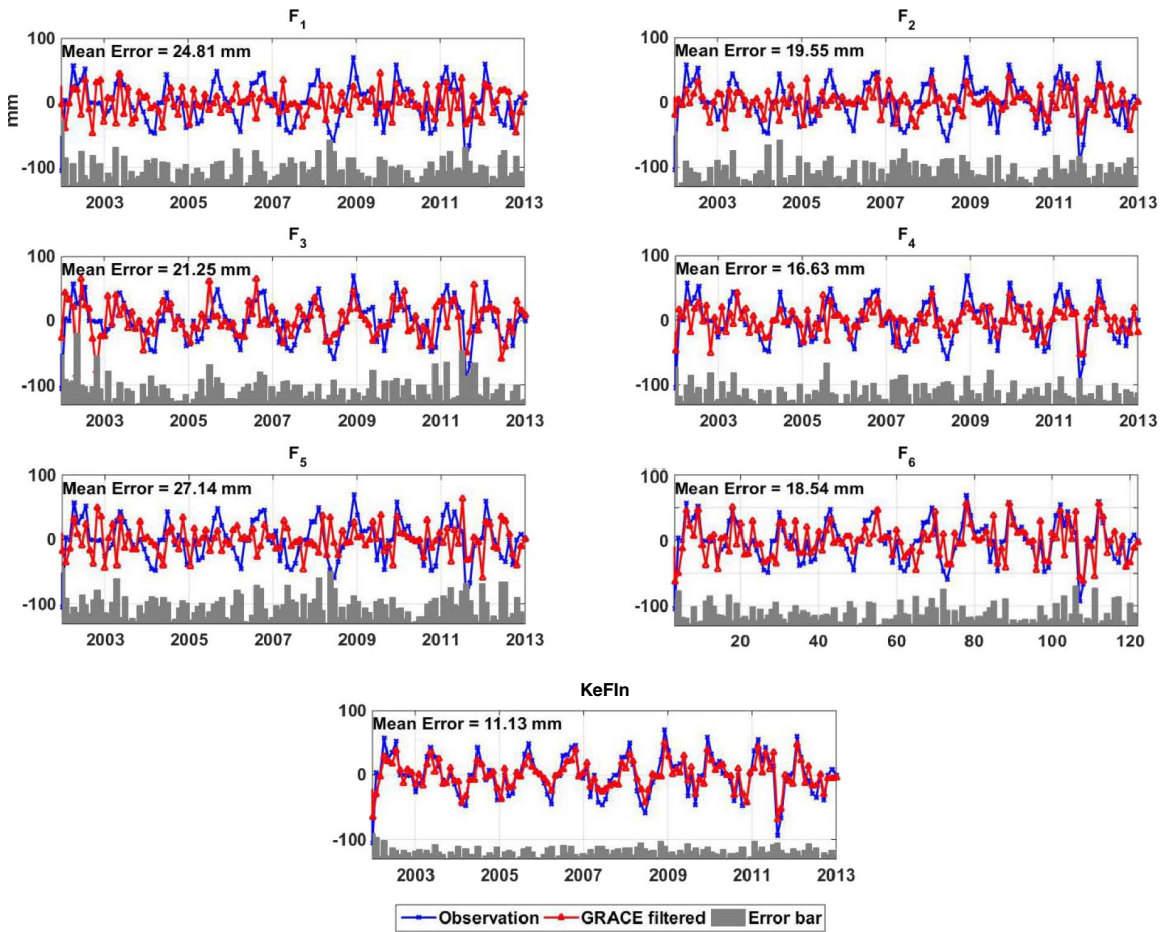 F1
F2
100
Mean Error = 24.81 mm
mm
0
-100
2003 2005 2007 2009 2011 2013
100
Mean Error = 19.55 mm
0
-100
2003 2005 2007 2009 2011 2013
F3
F4
100
Mean Error = 21.25 mm
0
-100
2003 2005 2007 2009 2011 2013
100
Mean Error = 16.63 mm
0
-100
2003 2005 2007 2009 2011 2013
F5
F6
100
Mean Error = 27.14 mm
0
-100
2003 2005 2007 2009 2011 2013
100
Mean Error = 18.54 mm
0
-100
20 40 60 80 100 120
KeFIn
100
Mean Error = 11.13 mm
0
-100
2003 2005 2007 2009 2011 2013
Observation GRACE filtered Error bar